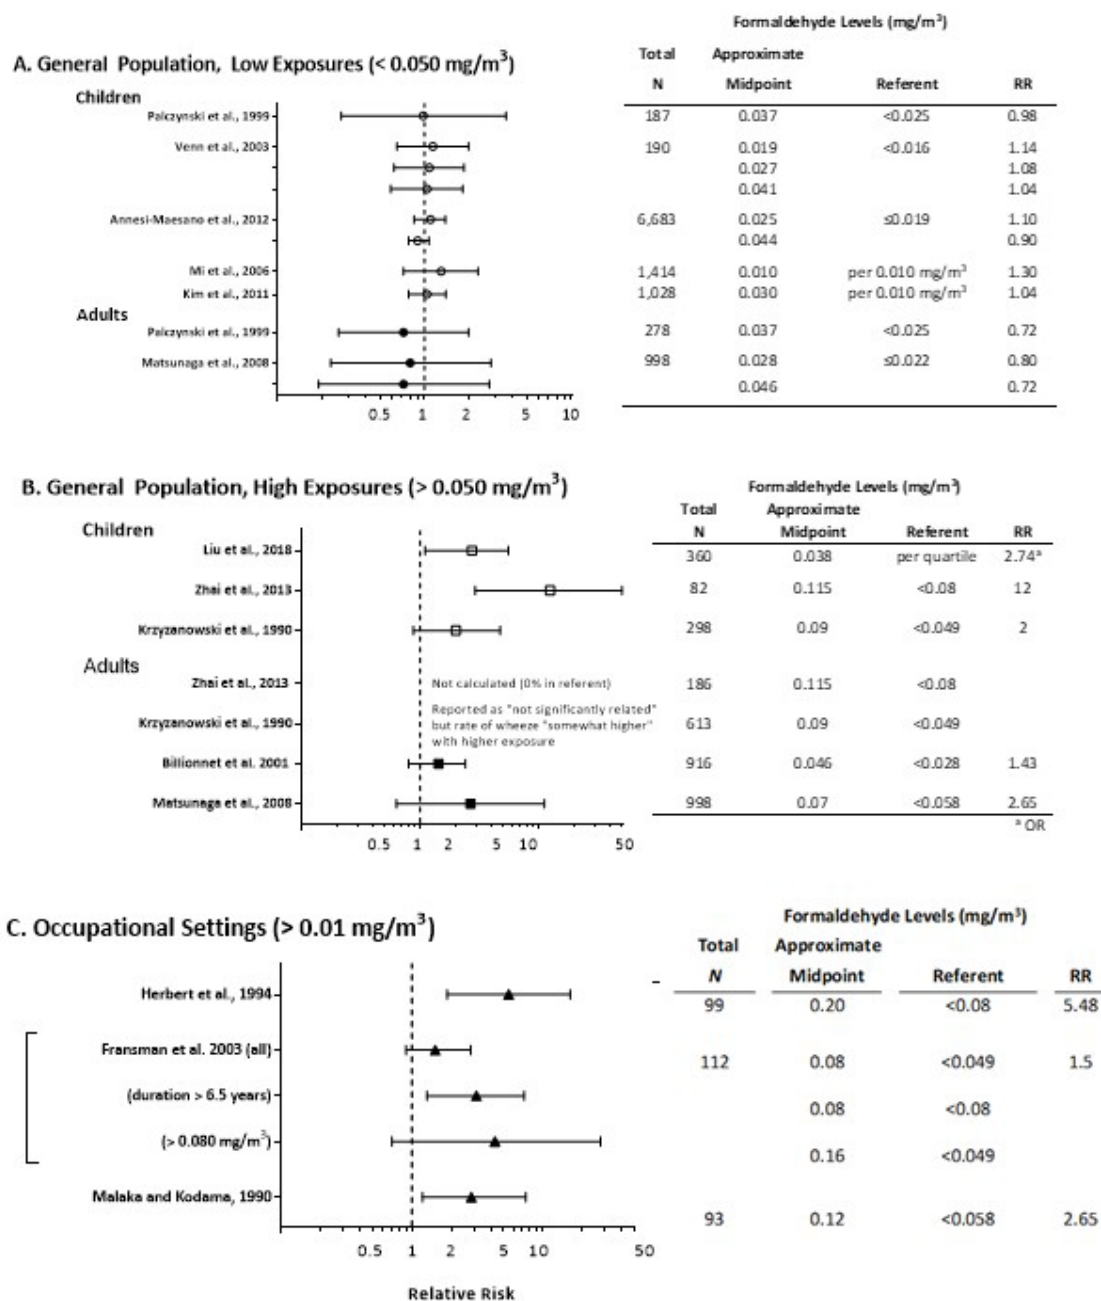 Formaldehyde Levels (mg/m³)
A. General Population, Low Exposures (< 0.050 mg/m³)
Total Approximate
N Midpoint Referent RR
Children
Palczynski et al., 1999 187 0.037 <0.025 0.98
Venn et al., 2003 190 0.019 <0.016 1.14
0.027 1.08
0.041 1.04
Annesi-Maesano et al., 2012 6,683 0.025 ≤0.019 1.10
0.044 0.90
Mi et al., 2006 1,414 0.010 per 0.010 mg/m³ 1.30
Kim et al., 2011 1,028 0.030 per 0.010 mg/m³ 1.04
Adults
Palczynski et al., 1999 278 0.037 <0.025 0.72
Matsunaga et al., 2008 998 0.028 ≤0.022 0.80
0.046 0.72
0.5 1 2 5 10
B. General Population, High Exposures (> 0.050 mg/m³)
Formaldehyde Levels (mg/m³)
Total Approximate
N Midpoint Referent RR
Children
Liu et al., 2018 360 0.038 per quartile 2.74ᵃ
Zhai et al., 2013 82 0.115 <0.08 12
Krzyzanowski et al., 1990 298 0.09 <0.049 2
Adults
Zhai et al., 2013 Not calculated (0% in referent) 186 0.115 <0.08
Reported as "not significantly related"
Krzyzanowski et al., 1990 but rate of wheeze "somewhat higher" 613 0.09 <0.049
with higher exposure
Billionnet et al. 2001 916 0.046 <0.028 1.43
Matsunaga et al., 2008 998 0.07 <0.058 2.65
ᵃ OR
0.5 1 2 5 10 50
C. Occupational Settings (> 0.01 mg/m³)
Formaldehyde Levels (mg/m³)
Total Approximate
N Midpoint Referent RR
Herbert et al., 1994 99 0.20 <0.08 5.48
Fransman et al. 2003 (all) 112 0.08 <0.049 1.5
(duration > 6.5 years) 0.08 <0.08
(> 0.080 mg/m³) 0.16 <0.049
Malaka and Kodama, 1990 93 0.12 <0.058 2.65
0.5 1 2 5 10 50
Relative Risk